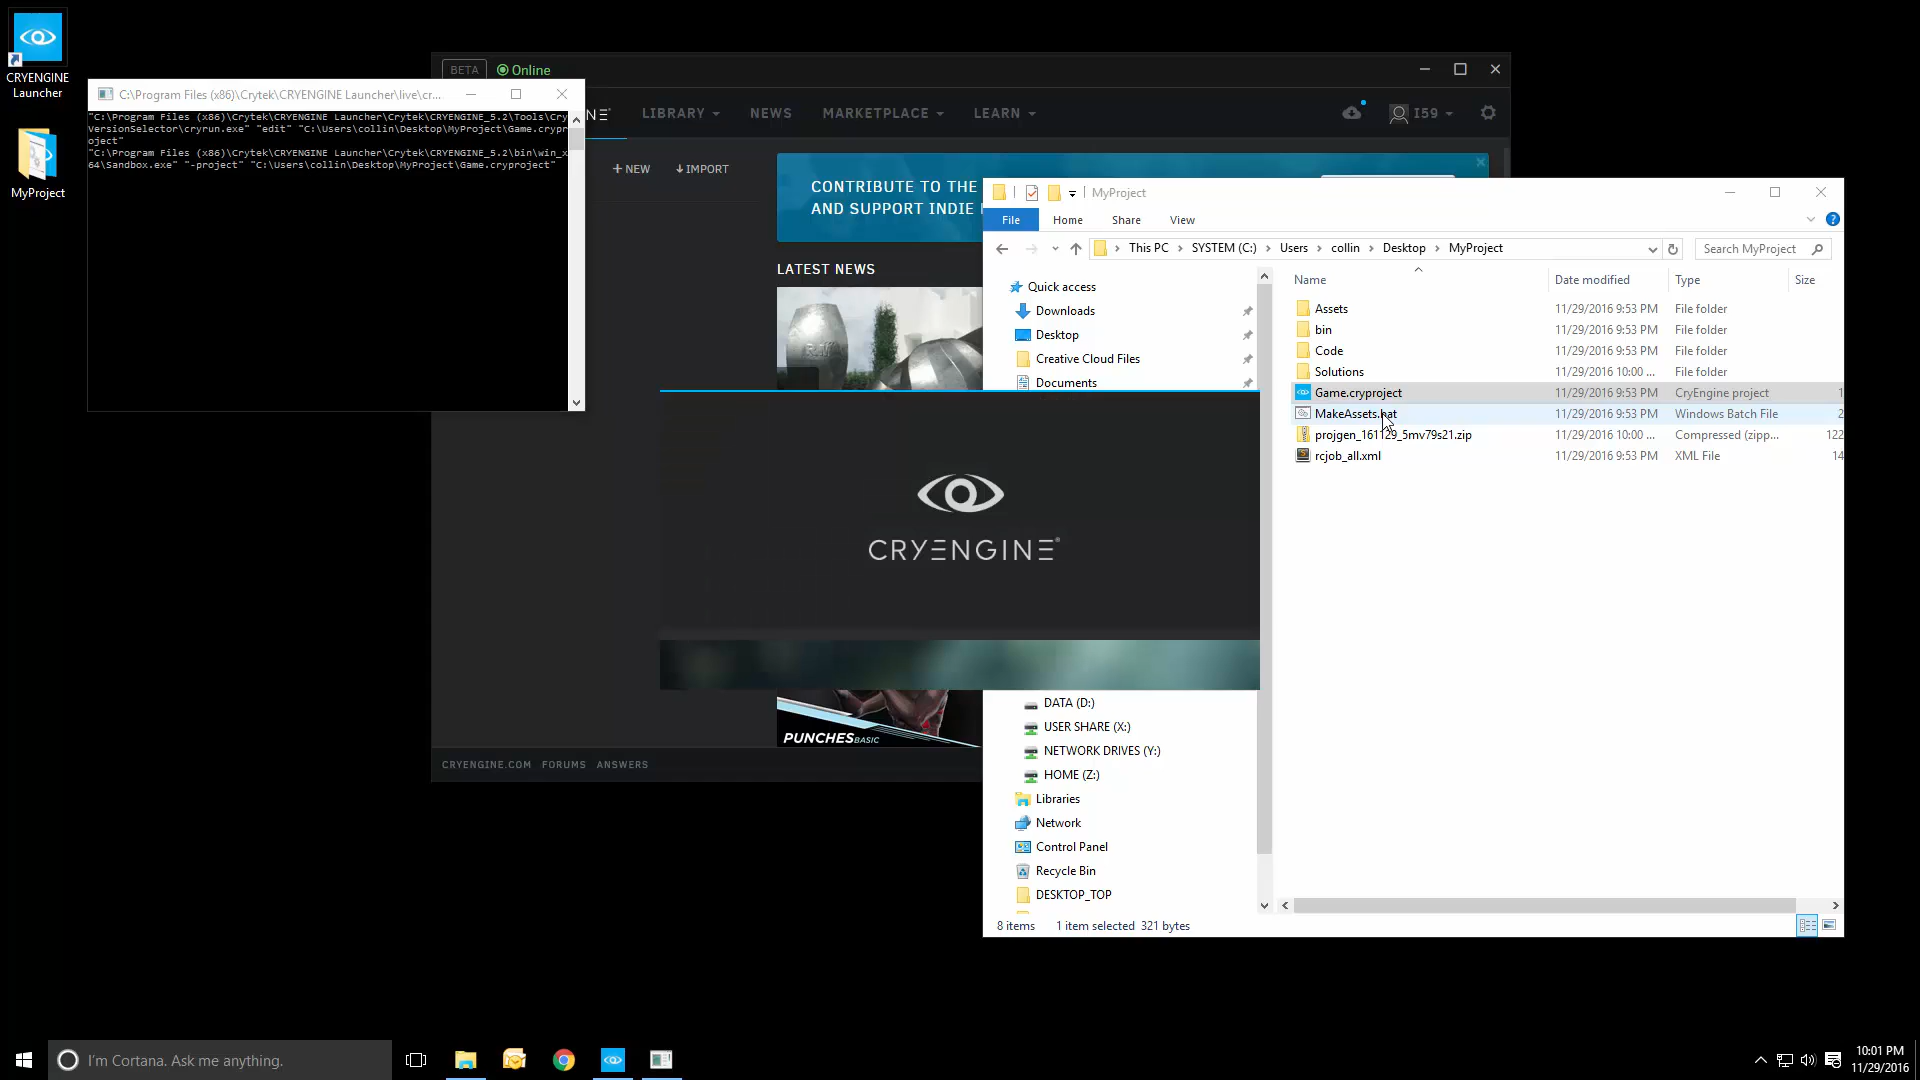 CRYENGINE
Launcher
MyProject
C:\Program Files (x86)\Crytek\CRYENGINE Launcher\live\cr...
"C:\Program Files (x86)\Crytek\CRYENGINE Launcher\Crytek\CRYENGINE_5.2\Tools\Cry
VersionSelector\cryrun.exe" "edit" "C:\Users\collin\Desktop\MyProject\Game.crypr
oject"
"C:\Program Files (x86)\Crytek\CRYENGINE Launcher\Crytek\CRYENGINE_5.2\bin\win_x
64\Sandbox.exe" "-project" "C:\Users\collin\Desktop\MyProject\Game.cryproject"
BETA Online
LIBRARY NEWS MARKETPLACE LEARN I59
+ NEW IMPORT
CONTRIBUTE TO THE
AND SUPPORT INDIE
LATEST NEWS
PUNCHES BASIC
CRYENGINE.COM FORUMS ANSWERS
CRYENGINE
MyProject
File Home Share View
This PC SYSTEM (C:) Users collin Desktop MyProject
Search MyProject
Quick access
Downloads
Desktop
Creative Cloud Files
Documents
DATA (D:)
USER SHARE (X:)
NETWORK DRIVES (Y:)
HOME (Z:)
Libraries
Network
Control Panel
Recycle Bin
DESKTOP_TOP
Name Date modified Type Size
Assets 11/29/2016 9:53 PM File folder
bin 11/29/2016 9:53 PM File folder
Code 11/29/2016 9:53 PM File folder
Solutions 11/29/2016 10:00 ... File folder
Game.cryproject 11/29/2016 9:53 PM CryEngine project 1
MakeAssets.bat 11/29/2016 9:53 PM Windows Batch File 2
projgen_161129_5mv79s21.zip 11/29/2016 10:00 ... Compressed (zipp... 122
rcjob_all.xml 11/29/2016 9:53 PM XML File 14
8 items 1 item selected 321 bytes
I'm Cortana. Ask me anything.
10:01 PM
11/29/2016